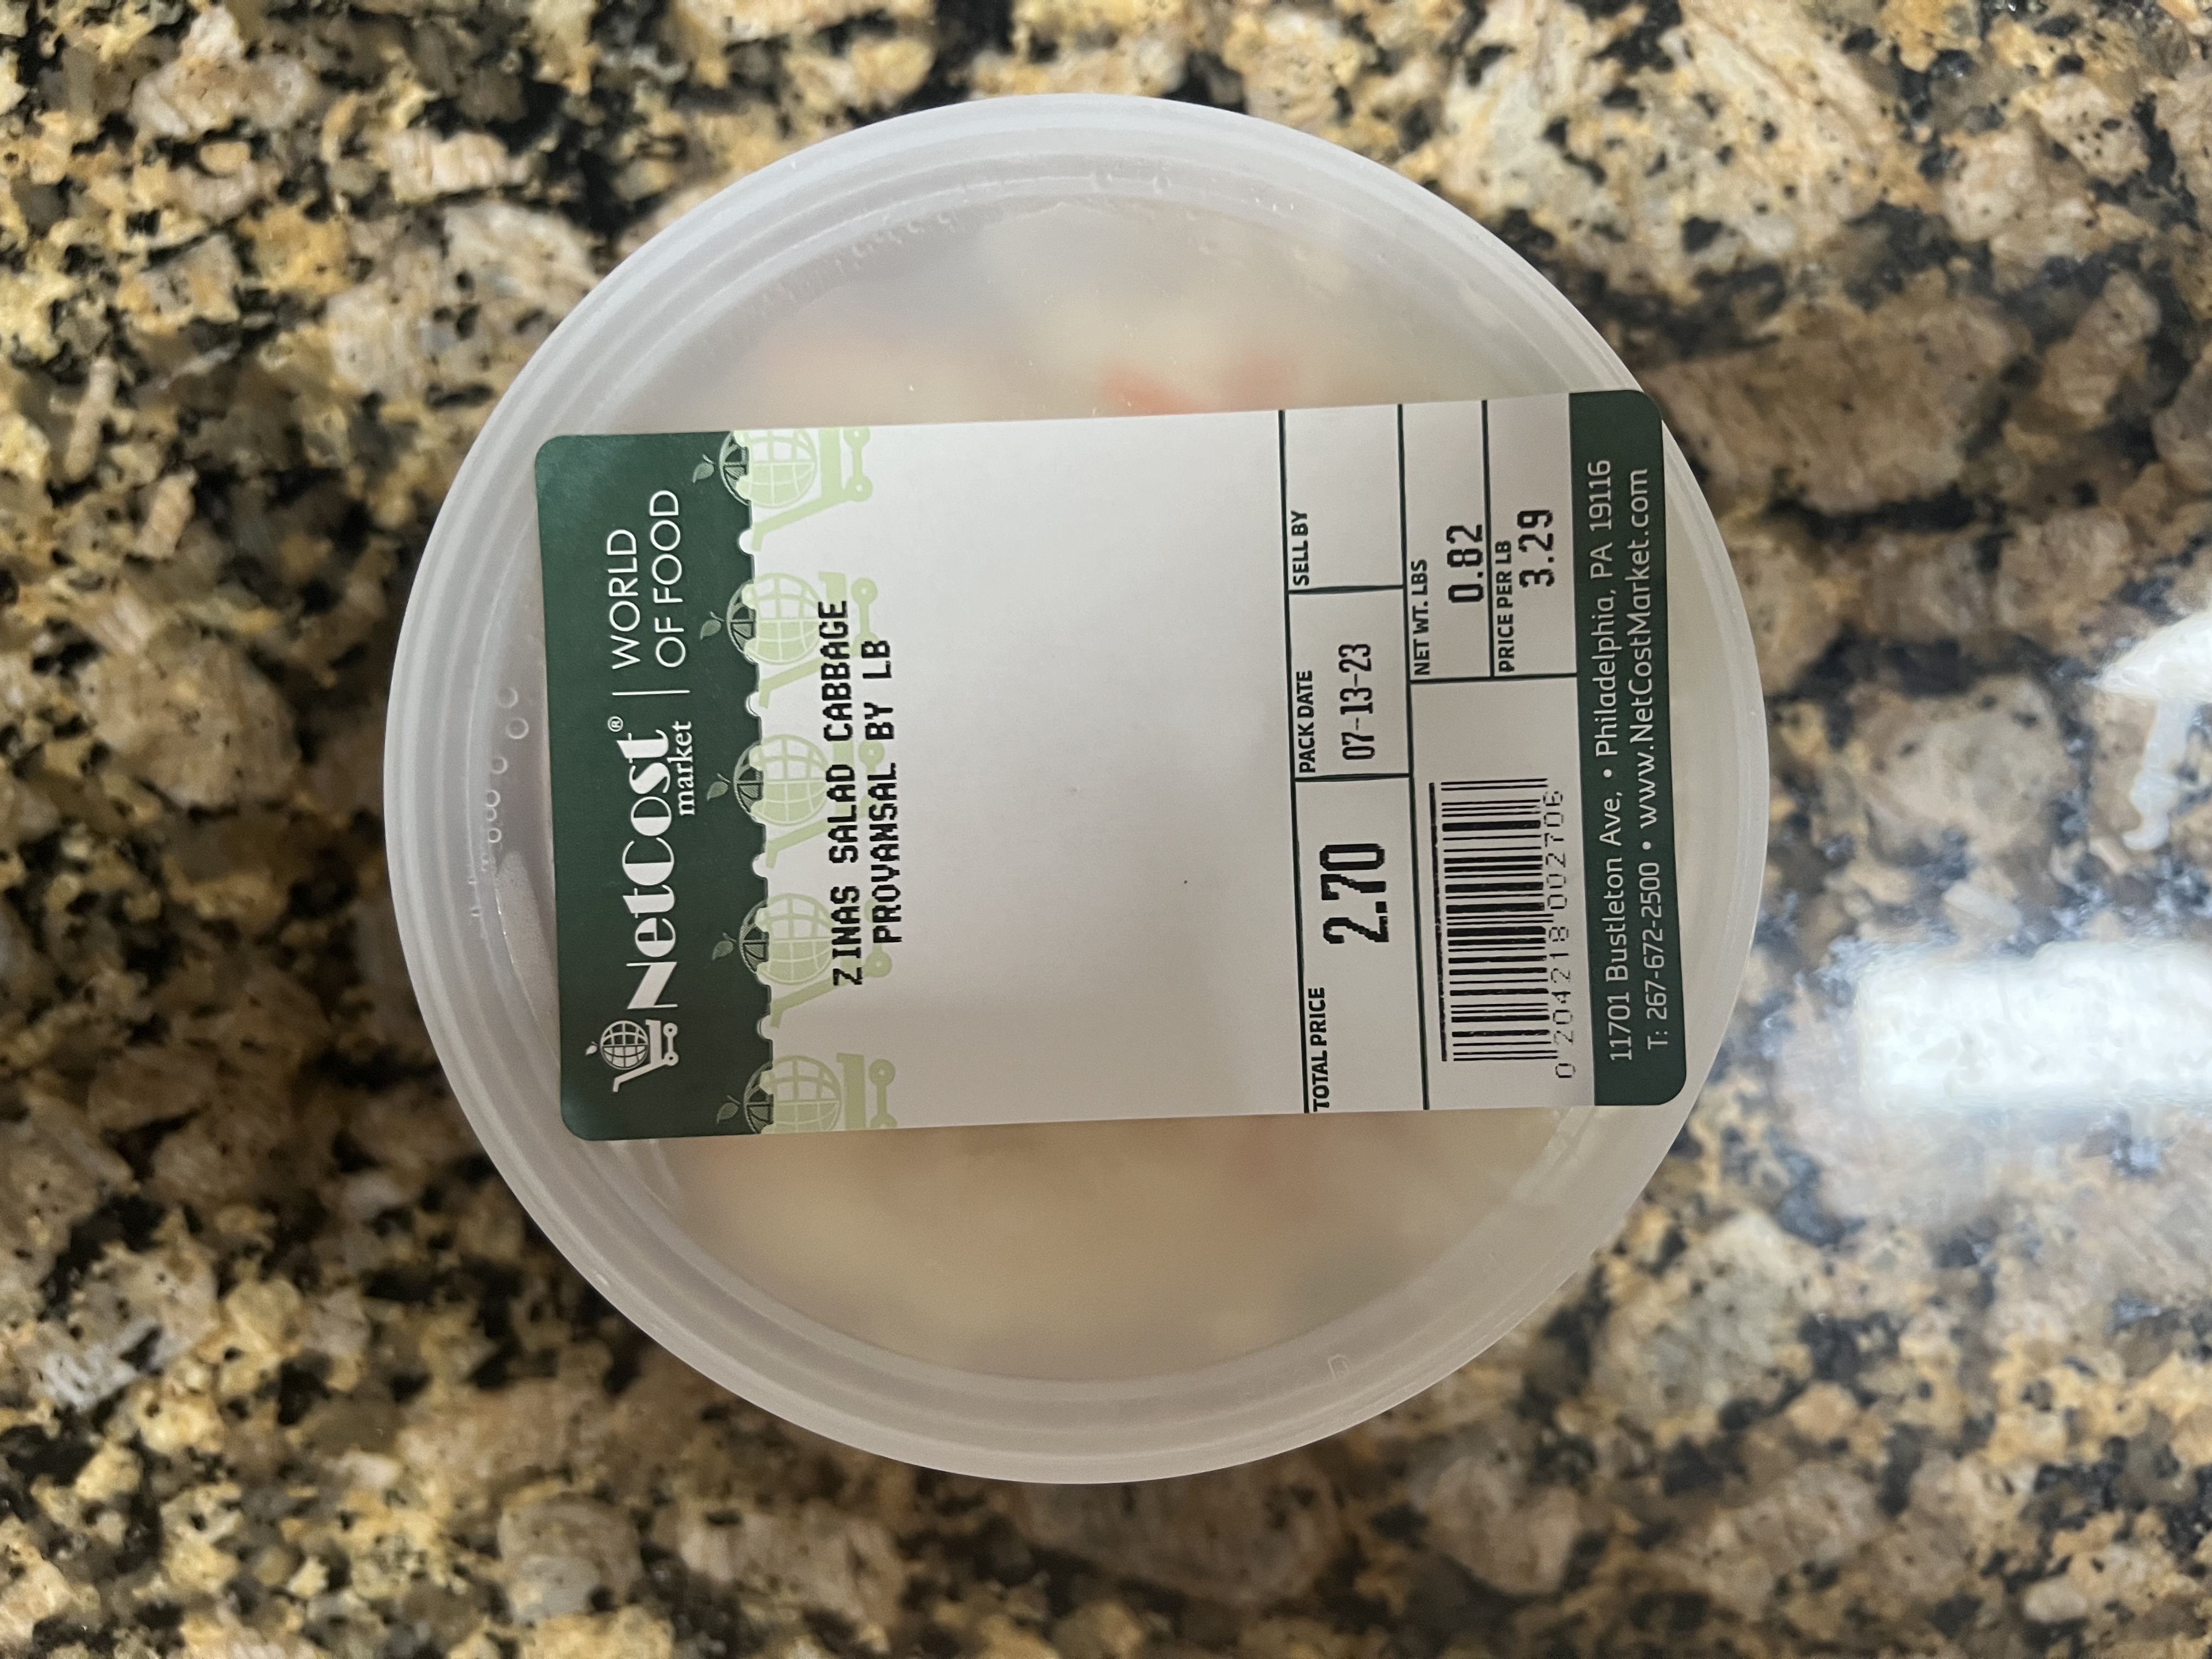 NetCost® market | WORLD OF FOOD
ZINAS SALAD CABBAGE
PROVANSAL BY LB
TOTAL PRICE
2.70
PACK DATE
07-13-23
SELL BY
NET WT. LBS
0.82
PRICE PER LB
3.29
0 204218 002706
11701 Bustleton Ave, • Philadelphia, PA 19116
T: 267-672-2500 • www.NetCostMarket.com